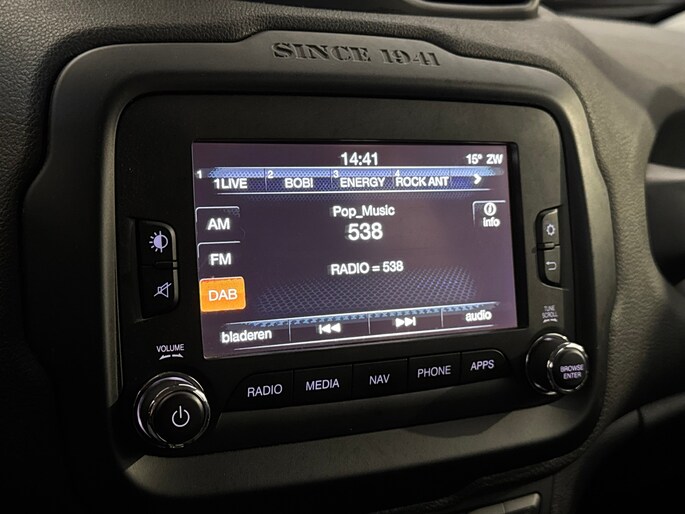 SINCE 1941
14:41 15° ZW
1 1LIVE 2 BOB! 3 ENERGY 4 ROCK ANT
Pop_Music
538
info
AM
FM
RADIO = 538
DAB
bladeren audio
VOLUME
TUNE
SCROLL
RADIO MEDIA NAV PHONE APPS
BROWSE
ENTER